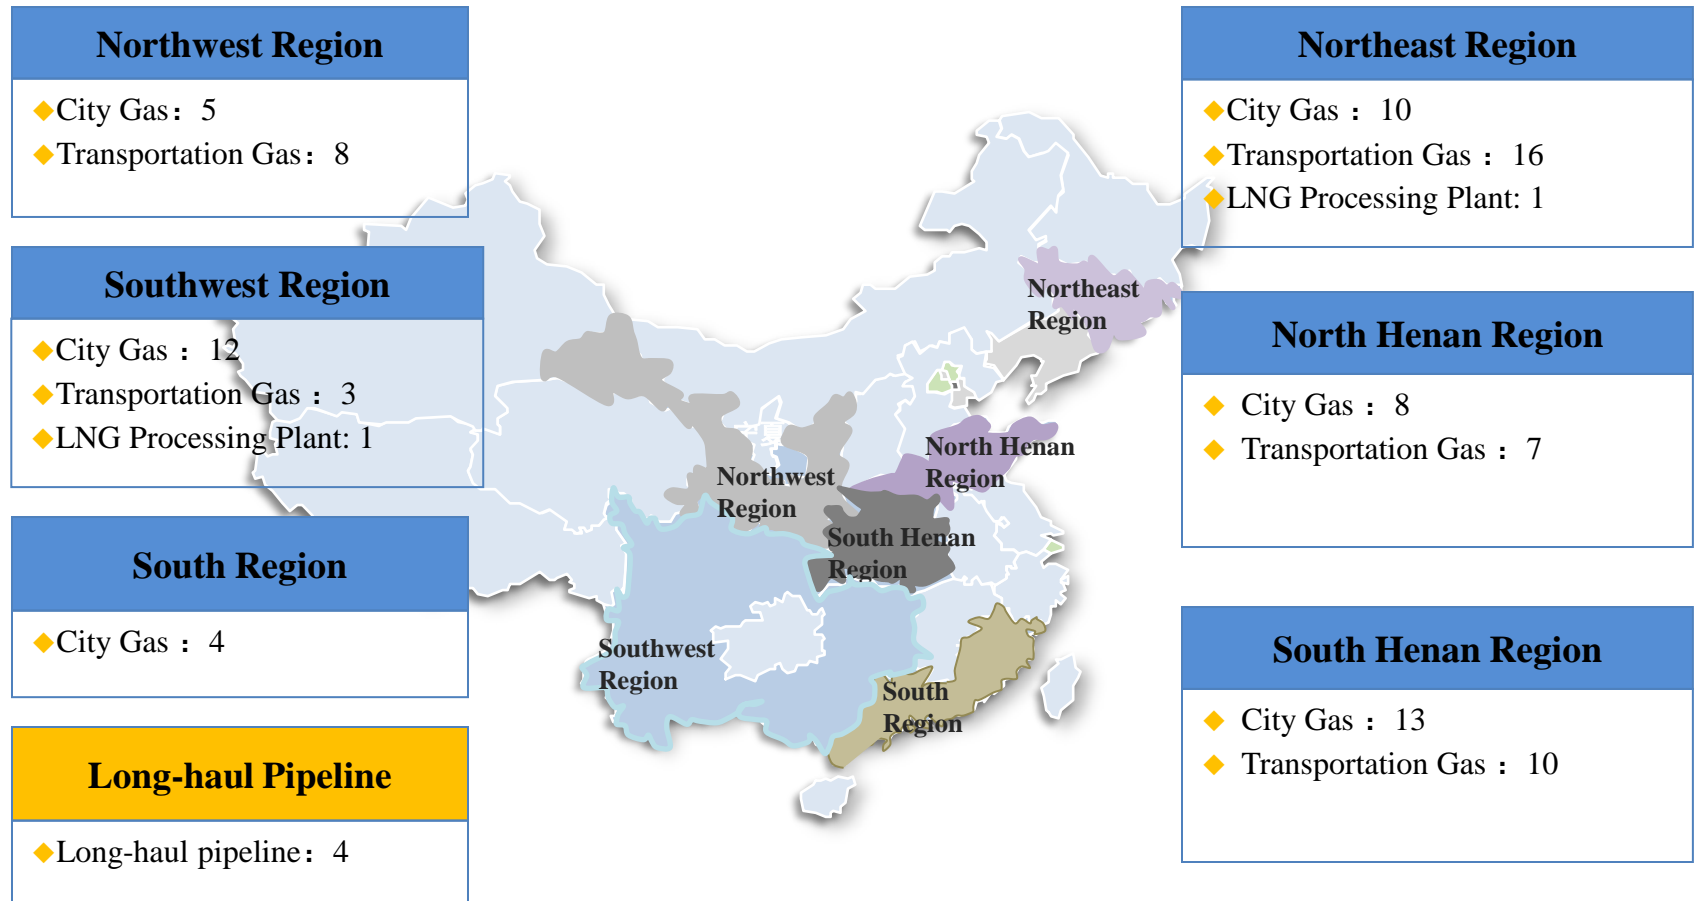 Northwest Region
◆City Gas：5
◆Transportation Gas：8
Southwest Region
◆City Gas ：12
◆Transportation Gas ：3
◆LNG Processing Plant: 1
South Region
◆City Gas ：4
Long-haul Pipeline
◆Long-haul pipeline：4
Northeast
Region
North Henan
Region
Northwest
Region
South Henan
Region
Southwest
Region
South
Region
Northeast Region
◆City Gas ：10
◆Transportation Gas ：16
◆LNG Processing Plant: 1
North Henan Region
◆ City Gas ：8
◆ Transportation Gas ：7
South Henan Region
◆ City Gas ：13
◆ Transportation Gas ：10